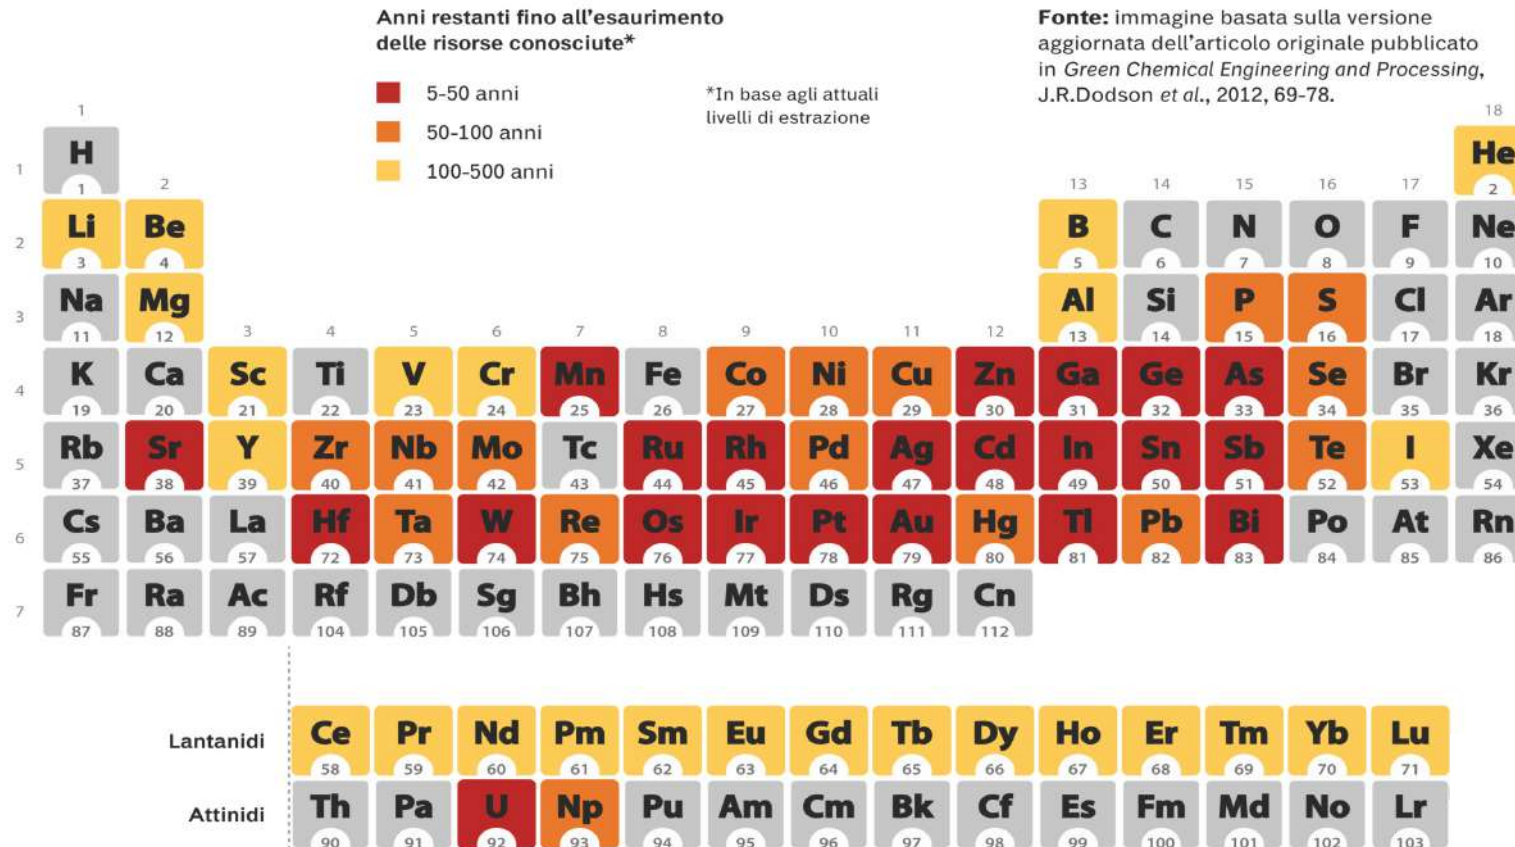 Anni restanti fino all'esaurimento
delle risorse conosciute*
5-50 anni
50-100 anni
100-500 anni
*In base agli attuali
livelli di estrazione
Fonte: immagine basata sulla versione
aggiornata dell'articolo originale pubblicato
in Green Chemical Engineering and Processing,
J.R.Dodson et al., 2012, 69-78.
1 18
1 H He
1 2 2
13 14 15 16 17
2 Li Be B C N O F Ne
3 4 5 6 7 8 9 10
3 Na Mg Al Si P S Cl Ar
11 12 13 14 15 16 17 18
3 4 5 6 7 8 9 10 11 12
4 K Ca Sc Ti V Cr Mn Fe Co Ni Cu Zn Ga Ge As Se Br Kr
19 20 21 22 23 24 25 26 27 28 29 30 31 32 33 34 35 36
5 Rb Sr Y Zr Nb Mo Tc Ru Rh Pd Ag Cd In Sn Sb Te I Xe
37 38 39 40 41 42 43 44 45 46 47 48 49 50 51 52 53 54
6 Cs Ba La Hf Ta W Re Os Ir Pt Au Hg Tl Pb Bi Po At Rn
55 56 57 72 73 74 75 76 77 78 79 80 81 82 83 84 85 86
7 Fr Ra Ac Rf Db Sg Bh Hs Mt Ds Rg Cn
87 88 89 104 105 106 107 108 109 110 111 112
Lantanidi Ce Pr Nd Pm Sm Eu Gd Tb Dy Ho Er Tm Yb Lu
58 59 60 61 62 63 64 65 66 67 68 69 70 71
Attinidi Th Pa U Np Pu Am Cm Bk Cf Es Fm Md No Lr
90 91 92 93 94 95 96 97 98 99 100 101 102 103